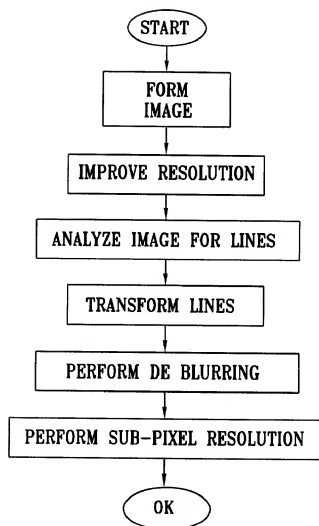 START
FORM
IMAGE
IMPROVE RESOLUTION
ANALYZE IMAGE FOR LINES
TRANSFORM LINES
PERFORM DE BLURRING
PERFORM SUB-PIXEL RESOLUTION
OK